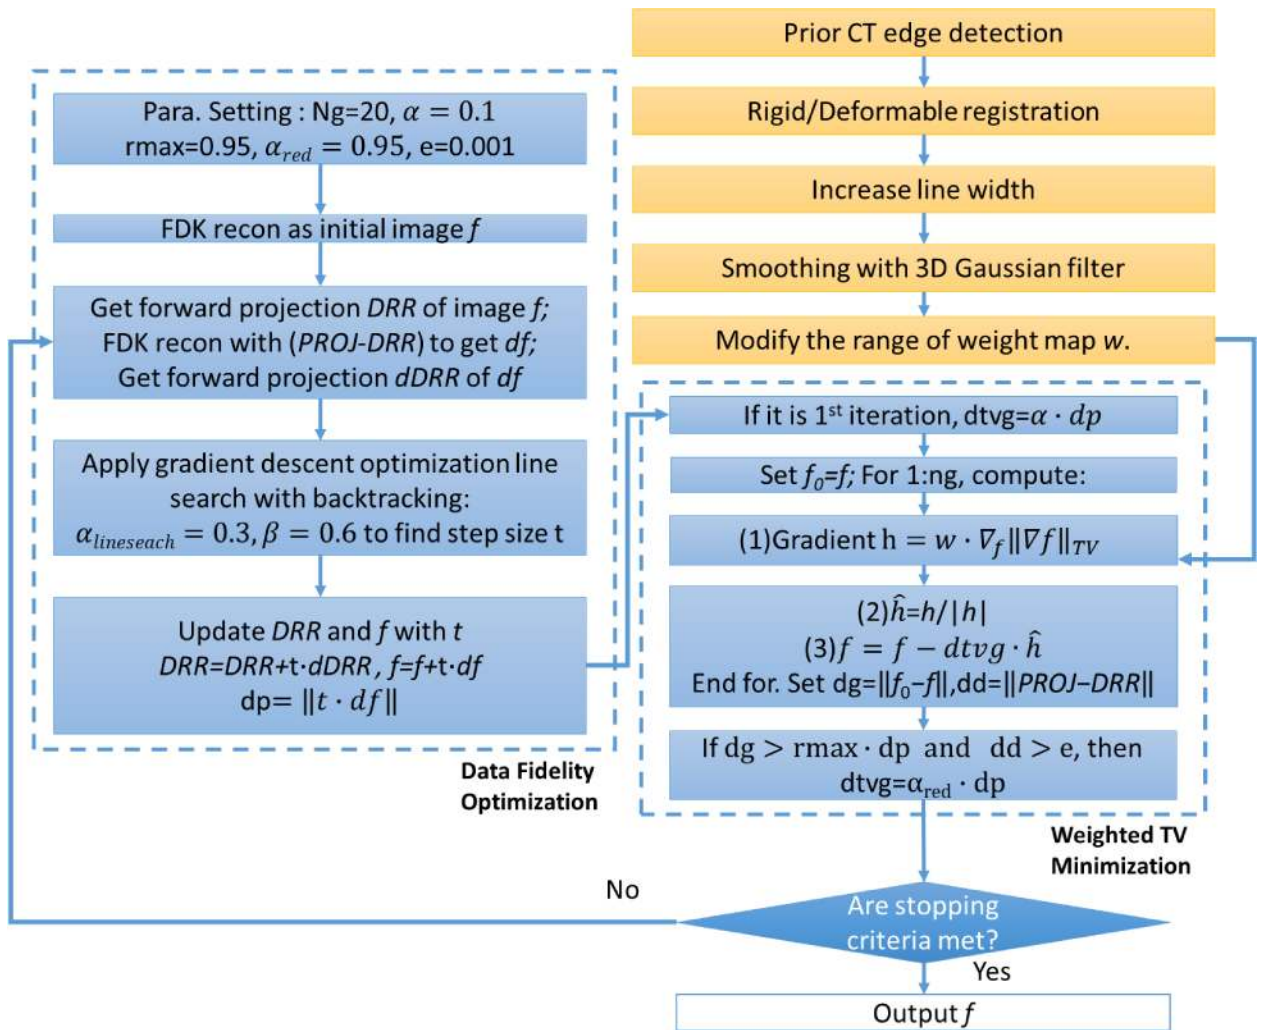 Para. Setting : Ng=20, α = 0.1
rmax=0.95, α_red = 0.95, e=0.001
FDK recon as initial image f
Get forward projection DRR of image f;
FDK recon with (PROJ-DRR) to get df;
Get forward projection dDRR of df
Apply gradient descent optimization line
search with backtracking:
α_lineseach = 0.3, β = 0.6 to find step size t
Update DRR and f with t
DRR=DRR+t·dDRR, f=f+t·df
dp= ‖t · df‖
Data Fidelity
Optimization
Prior CT edge detection
Rigid/Deformable registration
Increase line width
Smoothing with 3D Gaussian filter
Modify the range of weight map w.
If it is 1st iteration, dtvg=α · dp
Set f₀=f; For 1:ng, compute:
(1)Gradient h = w · ∇_f‖∇f‖_TV
(2)ĥ=h/|h|
(3)f = f − dtvg · ĥ
End for. Set dg=‖f₀−f‖,dd=‖PROJ−DRR‖
If dg > rmax · dp and dd > e, then
dtvg=α_red · dp
Weighted TV
Minimization
Are stopping
criteria met?
No
Yes
Output f